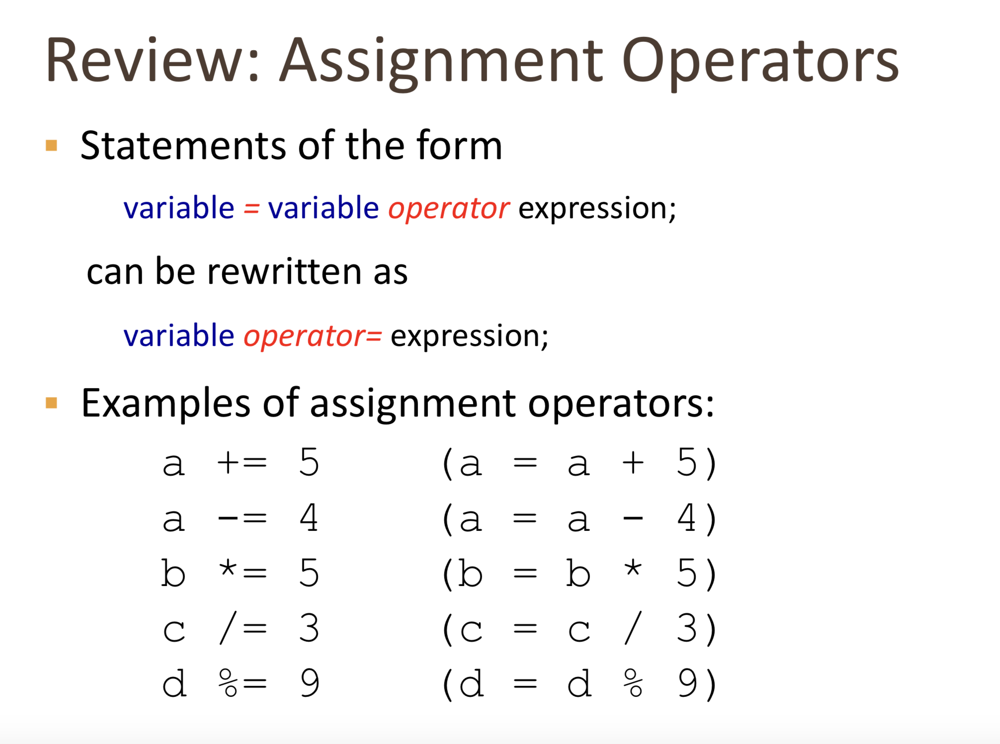 Review: Assignment Operators
▪ Statements of the form
variable = variable operator expression;
can be rewritten as
variable operator= expression;
▪ Examples of assignment operators:
a += 5 (a = a + 5)
a -= 4 (a = a - 4)
b *= 5 (b = b * 5)
c /= 3 (c = c / 3)
d %= 9 (d = d % 9)